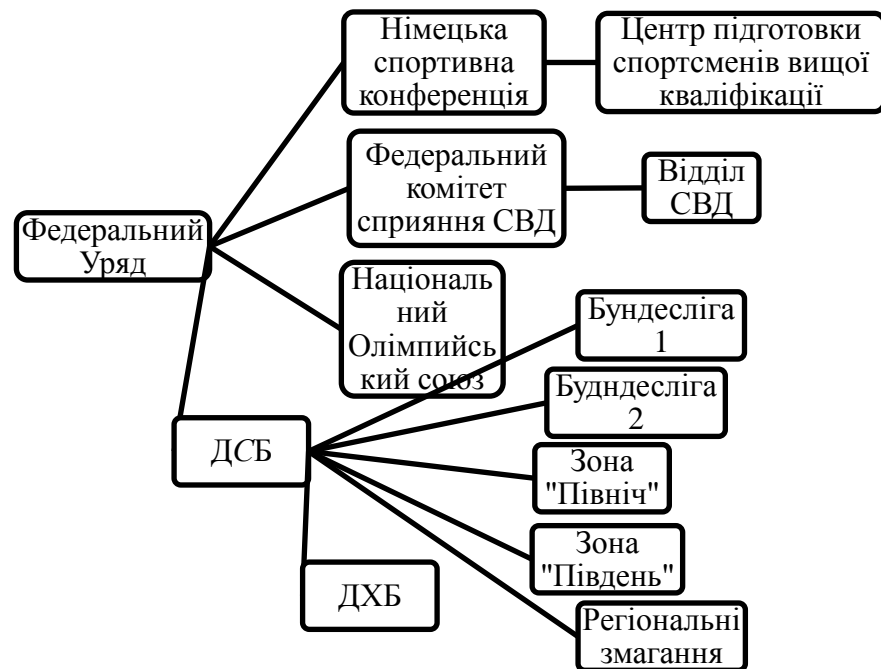 Німецька
спортивна
конференція
Центр підготовки
спортсменів вищої
кваліфікації
Федеральний
комітет
сприяння СВД
Відділ
СВД
Федеральний
Уряд
Національ
ний
Олімпийсь
кий союз
Бундесліга
1
Будндесліга
2
ДСБ
Зона
"Північ"
Зона
"Південь"
ДХБ
Регіональні
змагання